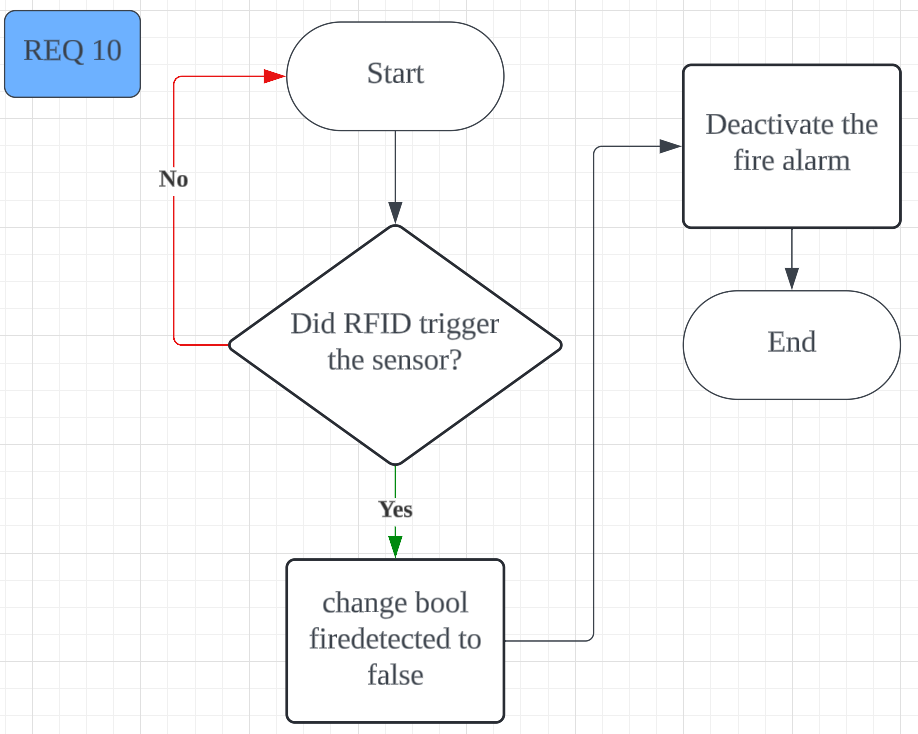 REQ 10
Start
No
Did RFID trigger
the sensor?
Yes
change bool
firedetected to
false
Deactivate the
fire alarm
End